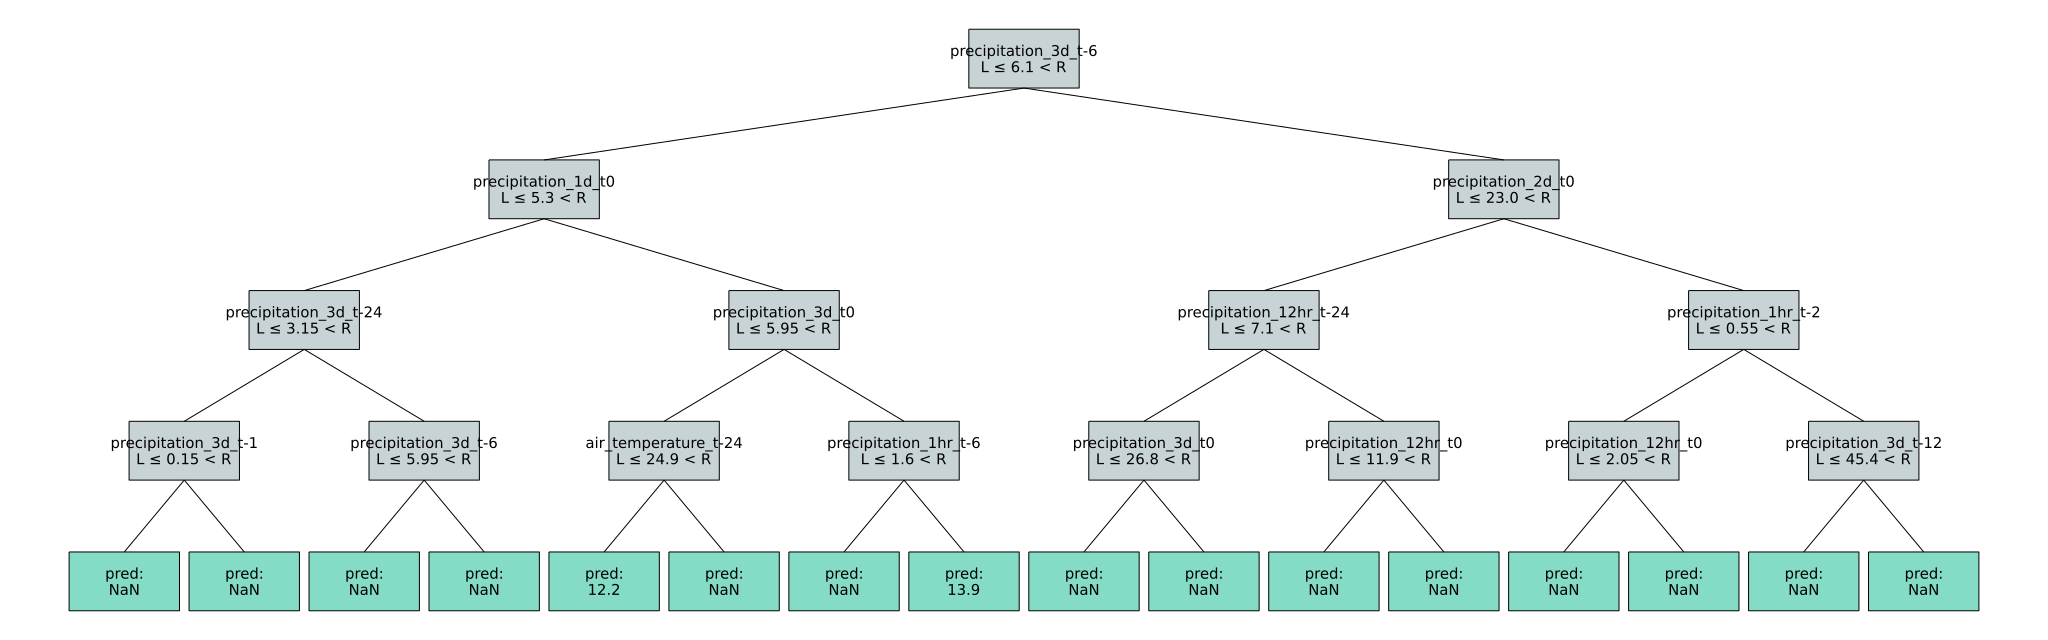 precipitation_3d_t-6
L ≤ 6.1 < R
precipitation_1d_t0
L ≤ 5.3 < R
precipitation_2d_t0
L ≤ 23.0 < R
precipitation_3d_t-24
L ≤ 3.15 < R
precipitation_3d_t0
L ≤ 5.95 < R
precipitation_12hr_t-24
L ≤ 7.1 < R
precipitation_1hr_t-2
L ≤ 0.55 < R
precipitation_3d_t-1
L ≤ 0.15 < R
precipitation_3d_t-6
L ≤ 5.95 < R
air_temperature_t-24
L ≤ 24.9 < R
precipitation_1hr_t-6
L ≤ 1.6 < R
precipitation_3d_t0
L ≤ 26.8 < R
precipitation_12hr_t0
L ≤ 11.9 < R
precipitation_12hr_t0
L ≤ 2.05 < R
precipitation_3d_t-12
L ≤ 45.4 < R
pred:
NaN
pred:
NaN
pred:
NaN
pred:
NaN
pred:
12.2
pred:
NaN
pred:
NaN
pred:
13.9
pred:
NaN
pred:
NaN
pred:
NaN
pred:
NaN
pred:
NaN
pred:
NaN
pred:
NaN
pred:
NaN